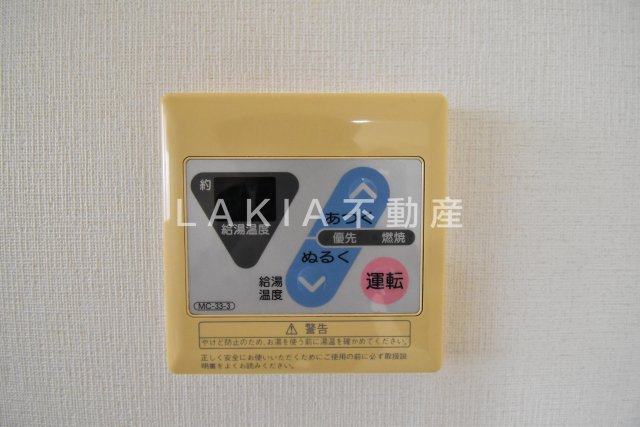 約
給湯温度
あつく
優先 燃焼
ぬるく
給湯
温度
運転
MC-33-3
LAKIA不動産
⚠警告
やけど防止のため、お湯を使う前に湯温を確かめてください。
正しく安全にお使いいただくためにご使用の前に必ず取扱説
明書をよくお読みください。